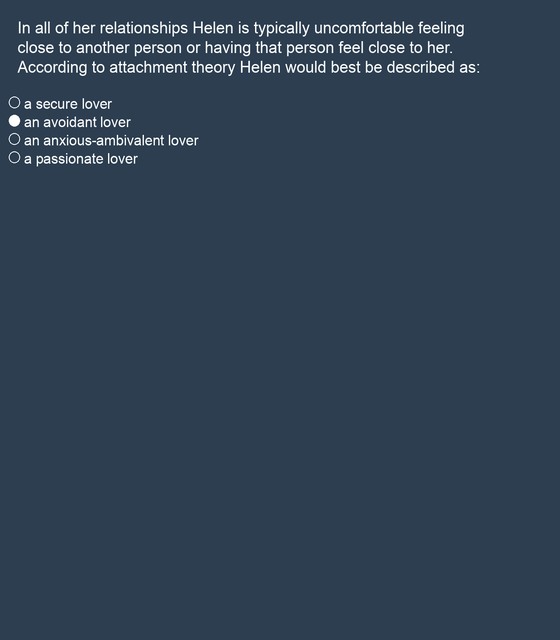 In all of her relationships Helen is typically uncomfortable feeling
close to another person or having that person feel close to her.
According to attachment theory Helen would best be described as:
a secure lover
an avoidant lover
an anxious-ambivalent lover
a passionate lover